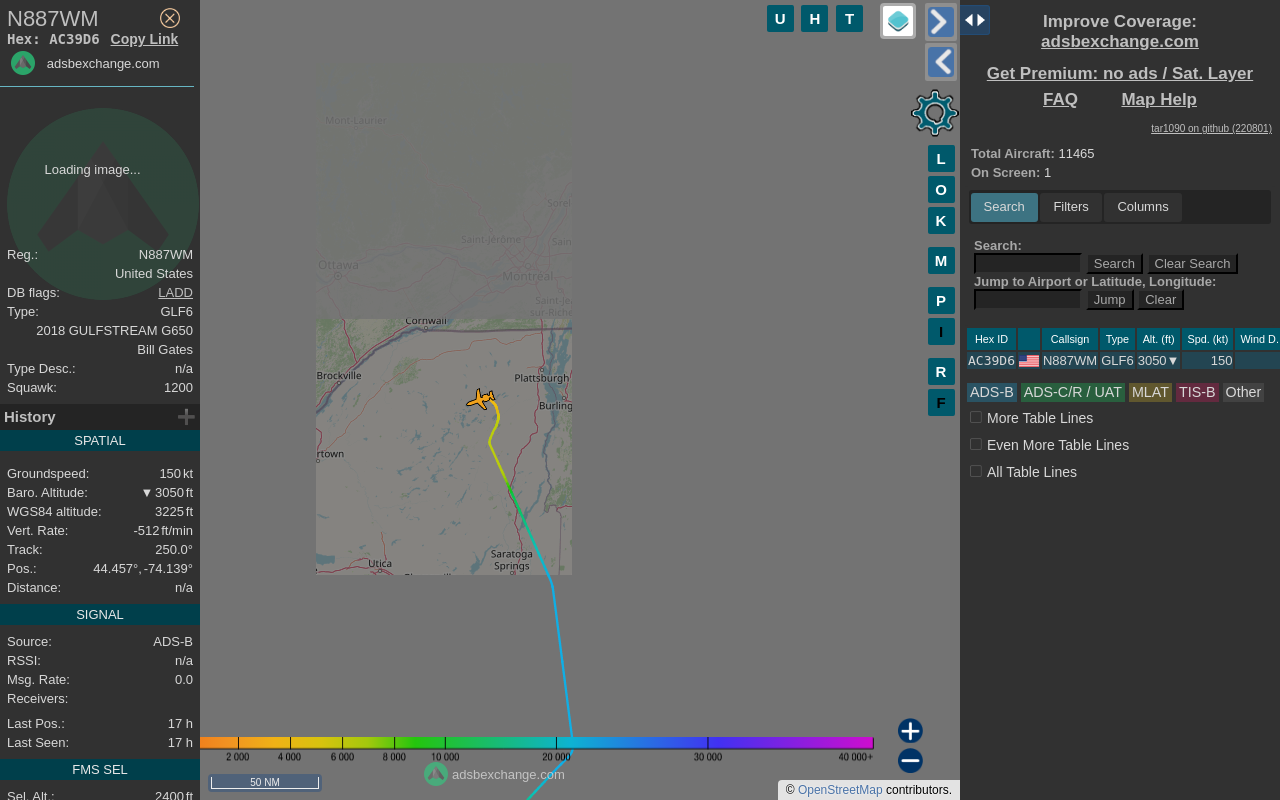 N887WM
Hex: AC39D6 Copy Link
adsbexchange.com
Loading image...
Reg.: N887WM
United States
DB flags: LADD
Type: GLF6
2018 GULFSTREAM G650
Bill Gates
Type Desc.: n/a
Squawk: 1200
History
SPATIAL
Groundspeed: 150 kt
Baro. Altitude: ▼ 3050 ft
WGS84 altitude: 3225 ft
Vert. Rate: -512 ft/min
Track: 250.0°
Pos.: 44.457°, -74.139°
Distance: n/a
SIGNAL
Source: ADS-B
RSSI: n/a
Msg. Rate: 0.0
Receivers:
Last Pos.: 17 h
Last Seen: 17 h
FMS SEL
Sel. Alt.: 2400 ft
U H T
L
O
K
M
P
I
R
F
Mont-Laurier
Sorel
Saint-Jérôme
Ottawa
Montréal
Cornwall
Brockville
Plattsburgh
Burling
rtown
Saratoga
Springs
Utica
2 000 4 000 6 000 8 000 10 000 20 000 30 000 40 000+
50 NM
adsbexchange.com
© OpenStreetMap contributors.
Improve Coverage:
adsbexchange.com
Get Premium: no ads / Sat. Layer
FAQ Map Help
tar1090 on github (220801)
Total Aircraft: 11465
On Screen: 1
Search Filters Columns
Search:
Search Clear Search
Jump to Airport or Latitude, Longitude:
Jump Clear
Hex ID Callsign Type Alt. (ft) Spd. (kt) Wind D.
AC39D6 N887WM GLF6 3050▼ 150
ADS-B ADS-C/R / UAT MLAT TIS-B Other
More Table Lines
Even More Table Lines
All Table Lines